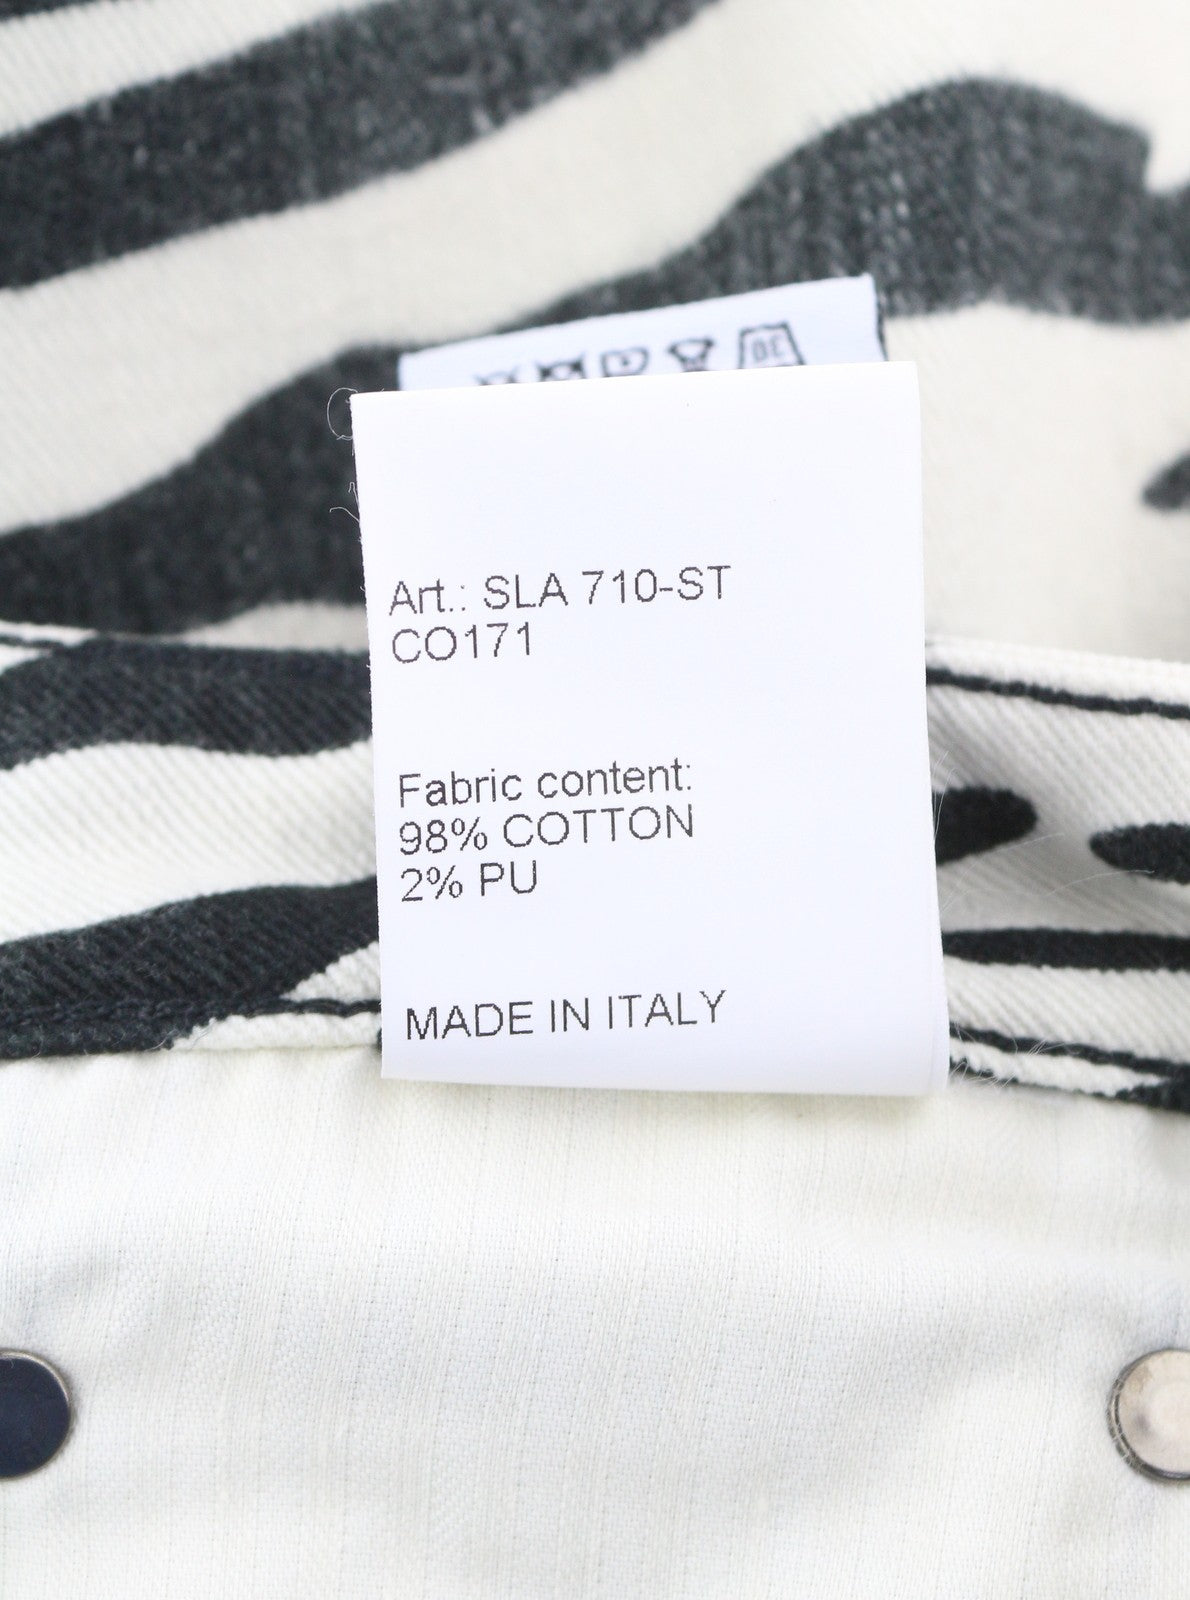 Art.: SLA 710-ST
CO171
Fabric content:
98% COTTON
2% PU
MADE IN ITALY